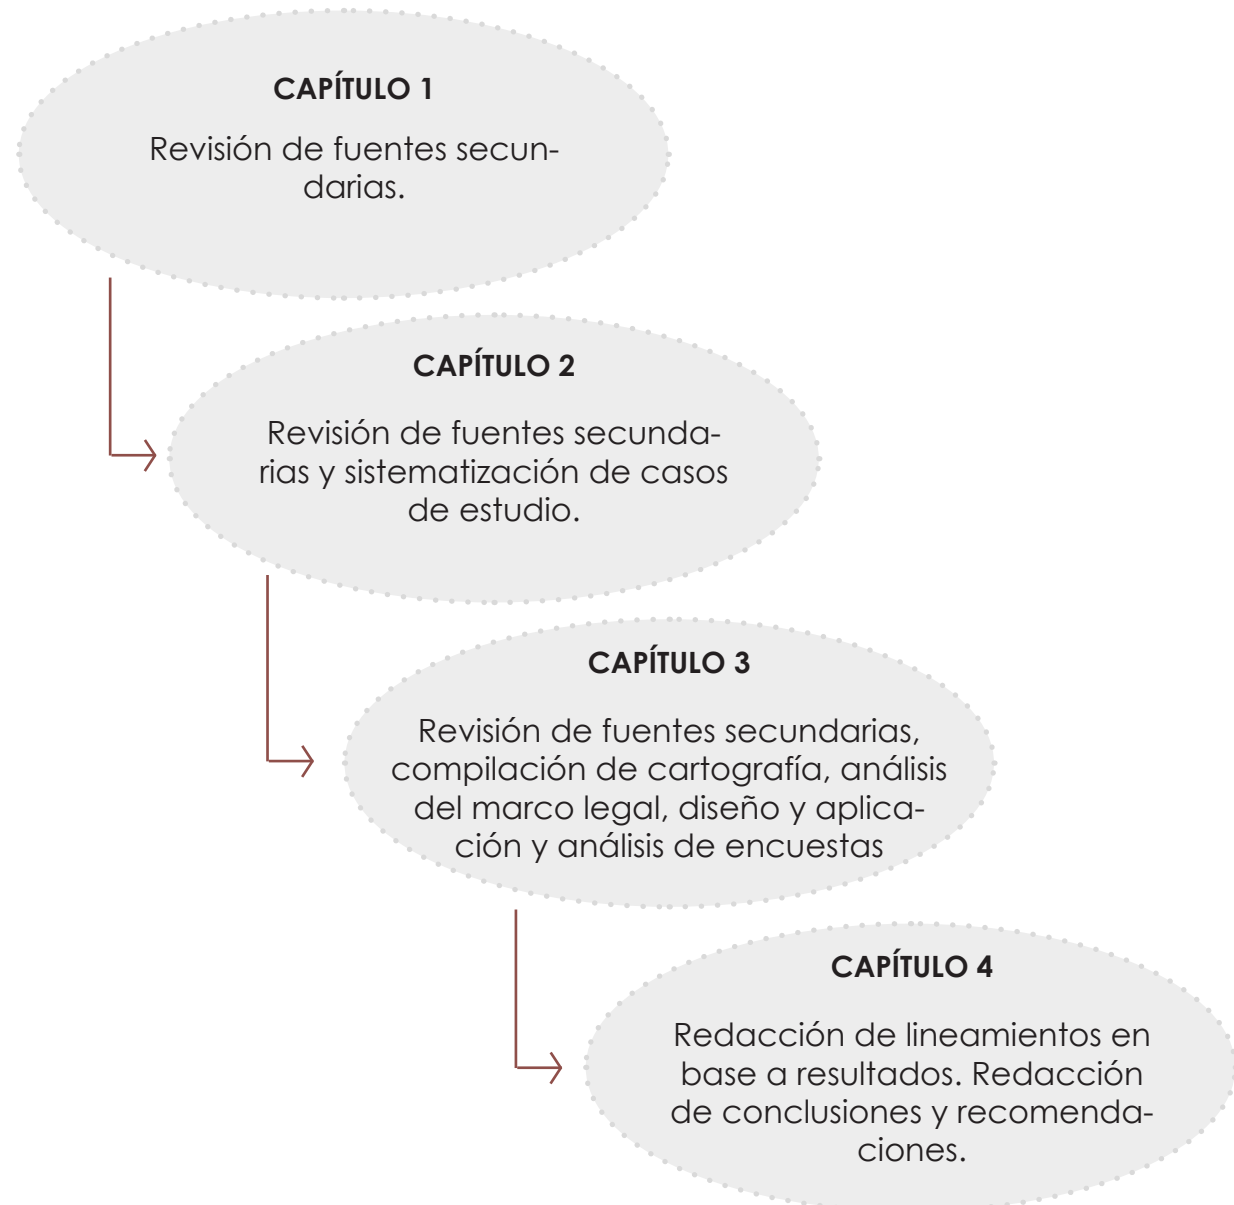 CAPÍTULO 1
Revisión de fuentes secun-
darias.
CAPÍTULO 2
Revisión de fuentes secunda-
rias y sistematización de casos
de estudio.
CAPÍTULO 3
Revisión de fuentes secundarias,
compilación de cartografía, análisis
del marco legal, diseño y aplica-
ción y análisis de encuestas
CAPÍTULO 4
Redacción de lineamientos en
base a resultados. Redacción
de conclusiones y recomenda-
ciones.